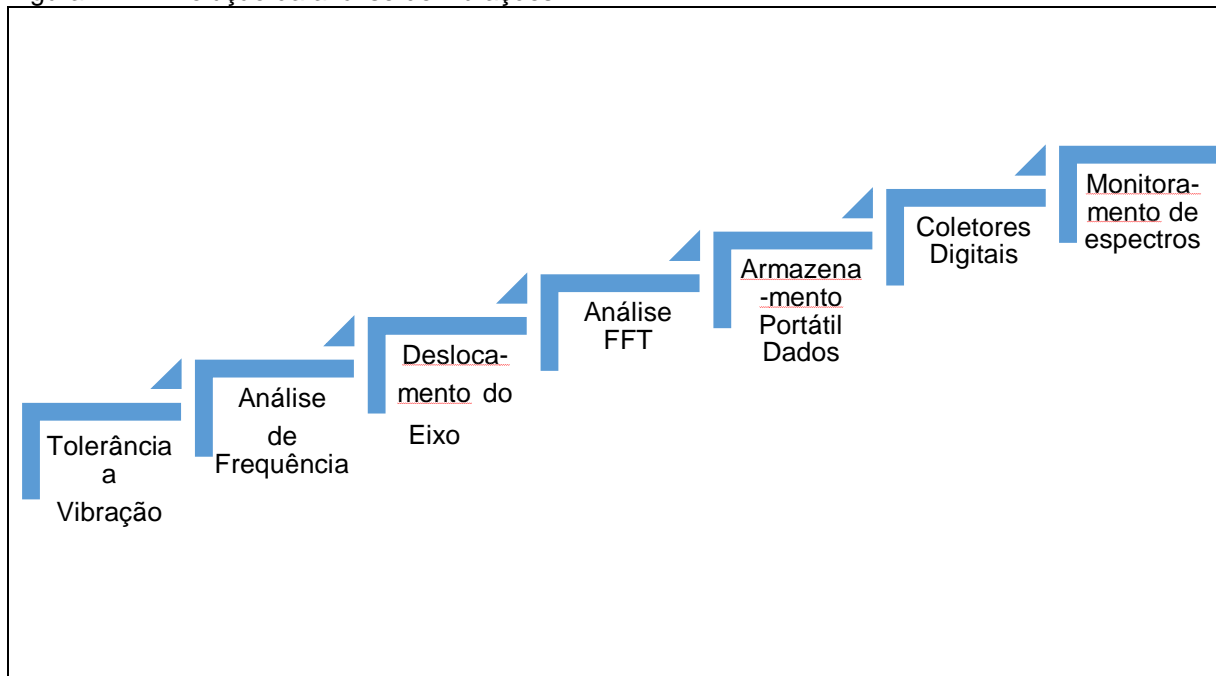 Tolerância
a
Vibração
Análise
de
Frequência
Desloca-
mento do
Eixo
Análise
FFT
Armazena
-mento
Portátil
Dados
Coletores
Digitais
Monitora-
mento de
espectros